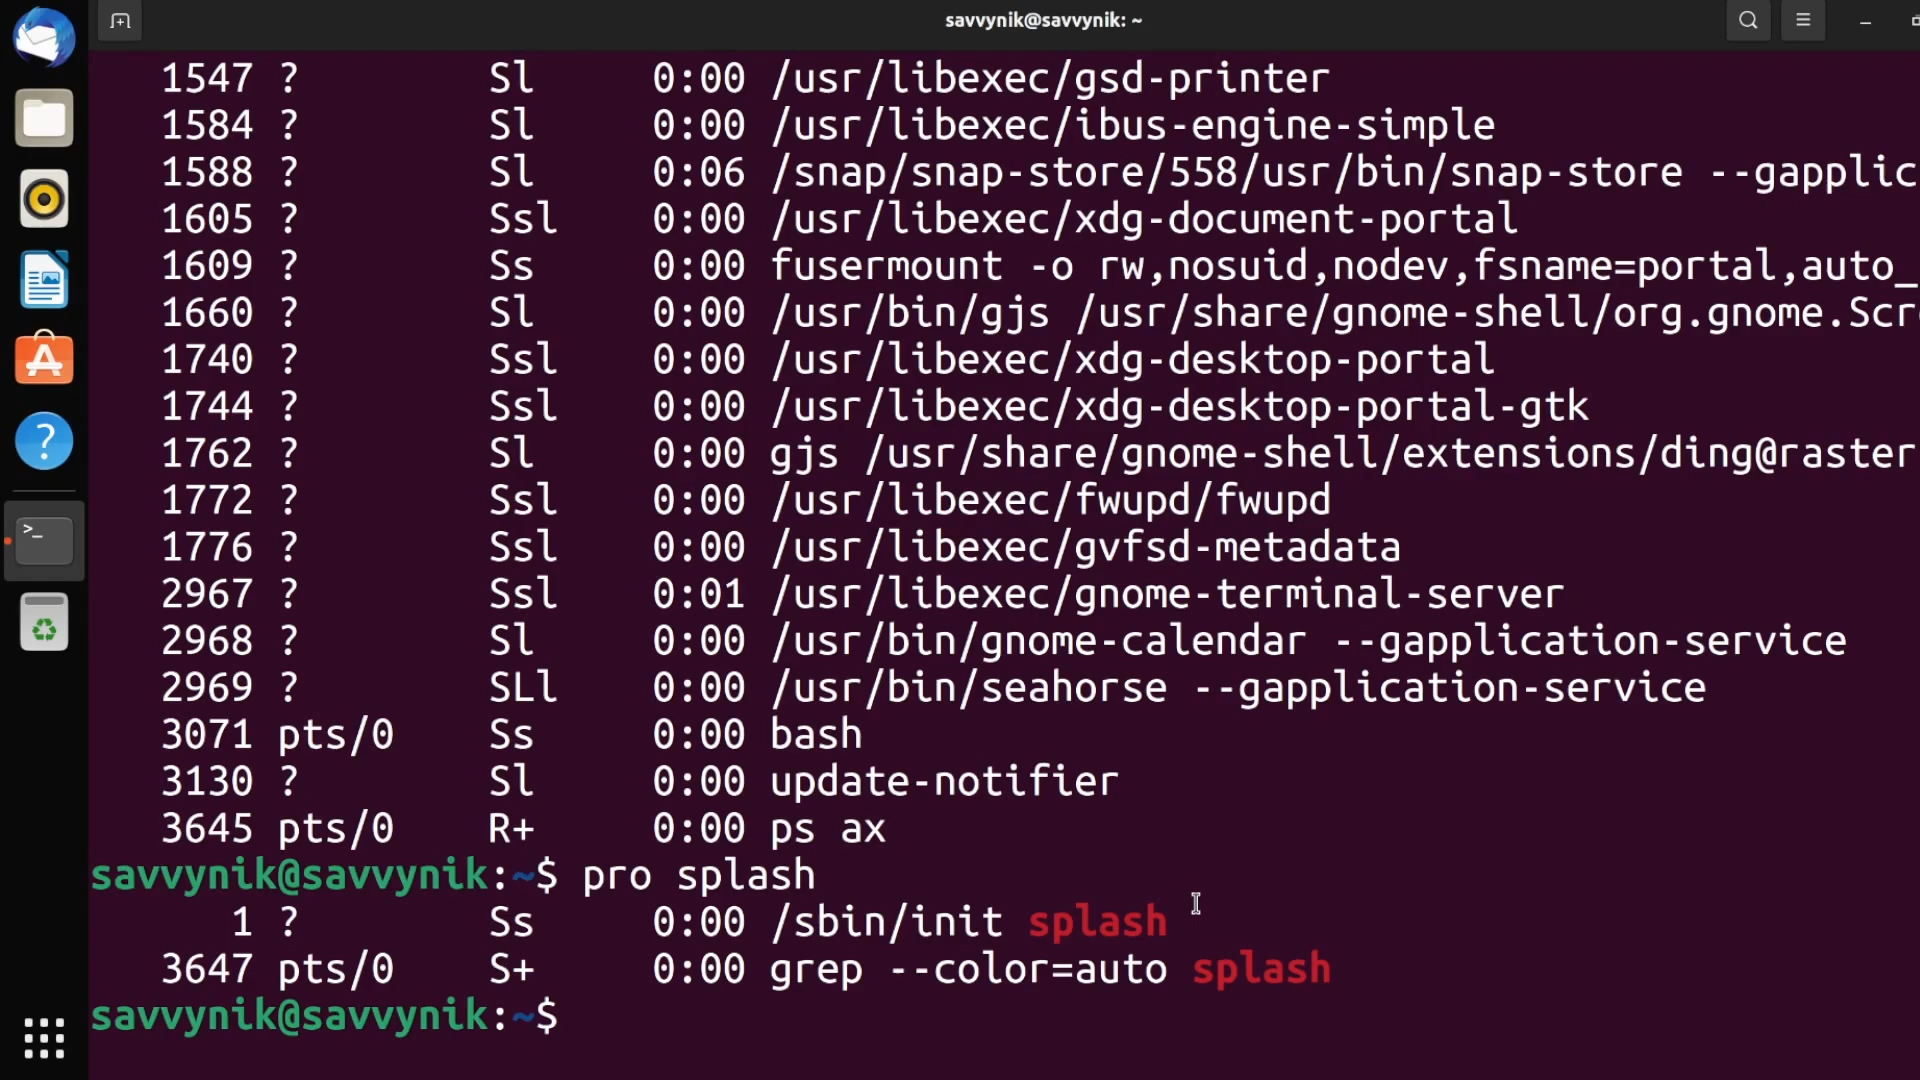 savvynik@savvynik: ~
1547 ? Sl 0:00 /usr/libexec/gsd-printer
1584 ? Sl 0:00 /usr/libexec/ibus-engine-simple
1588 ? Sl 0:06 /snap/snap-store/558/usr/bin/snap-store --gapplic
1605 ? Ssl 0:00 /usr/libexec/xdg-document-portal
1609 ? Ss 0:00 fusermount -o rw,nosuid,nodev,fsname=portal,auto_
1660 ? Sl 0:00 /usr/bin/gjs /usr/share/gnome-shell/org.gnome.Scr
1740 ? Ssl 0:00 /usr/libexec/xdg-desktop-portal
1744 ? Ssl 0:00 /usr/libexec/xdg-desktop-portal-gtk
1762 ? Sl 0:00 gjs /usr/share/gnome-shell/extensions/ding@raster
1772 ? Ssl 0:00 /usr/libexec/fwupd/fwupd
1776 ? Ssl 0:00 /usr/libexec/gvfsd-metadata
2967 ? Ssl 0:01 /usr/libexec/gnome-terminal-server
2968 ? Sl 0:00 /usr/bin/gnome-calendar --gapplication-service
2969 ? SLl 0:00 /usr/bin/seahorse --gapplication-service
3071 pts/0 Ss 0:00 bash
3130 ? Sl 0:00 update-notifier
3645 pts/0 R+ 0:00 ps ax
savvynik@savvynik:~$ pro splash
1 ? Ss 0:00 /sbin/init splash
3647 pts/0 S+ 0:00 grep --color=auto splash
savvynik@savvynik:~$